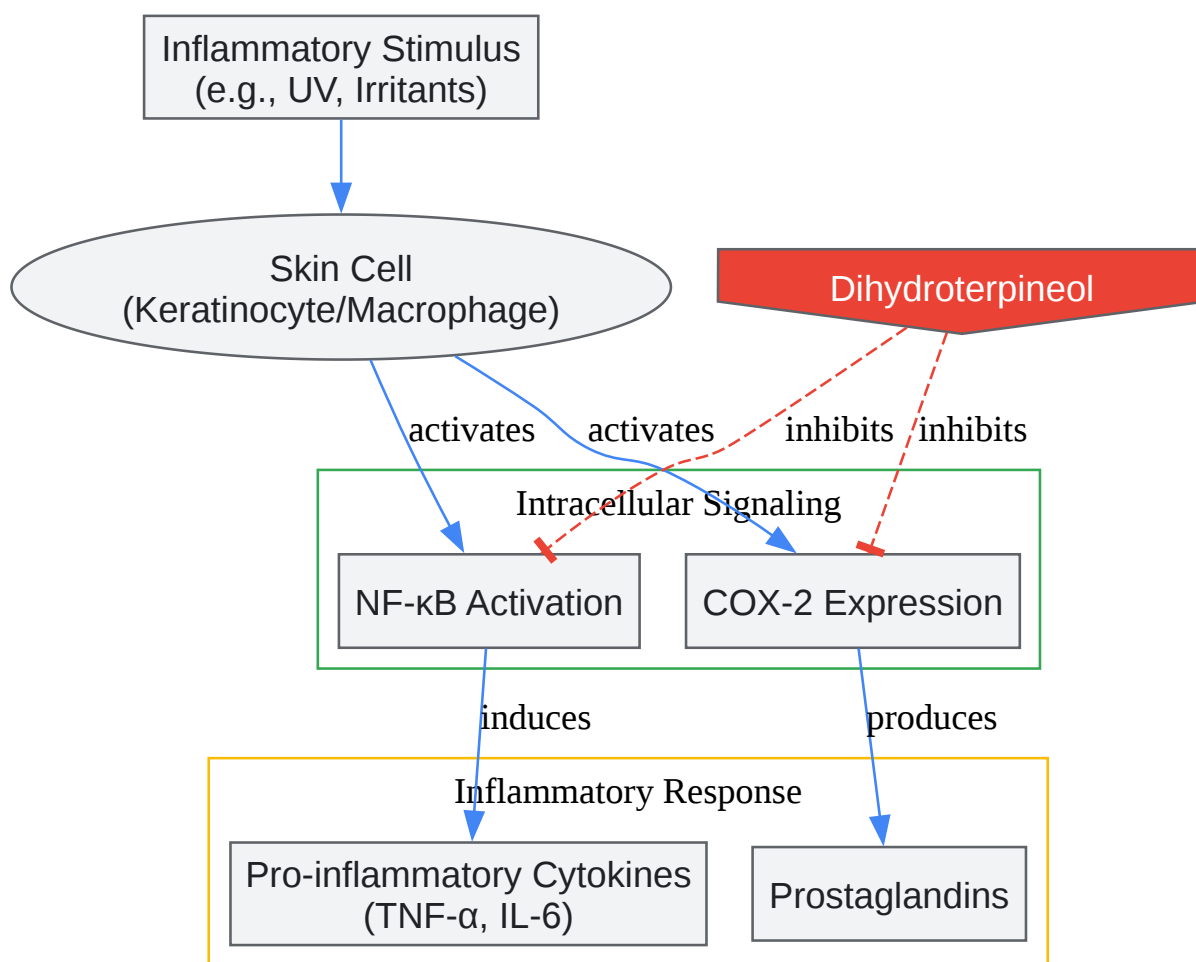 Inflammatory Stimulus
(e.g., UV, Irritants)
Skin Cell
(Keratinocyte/Macrophage)
Dihydroterpineol
activates
activates
inhibits
inhibits
Intracellular Signaling
NF-κB Activation
COX-2 Expression
induces
produces
Inflammatory Response
Pro-inflammatory Cytokines
(TNF-α, IL-6)
Prostaglandins